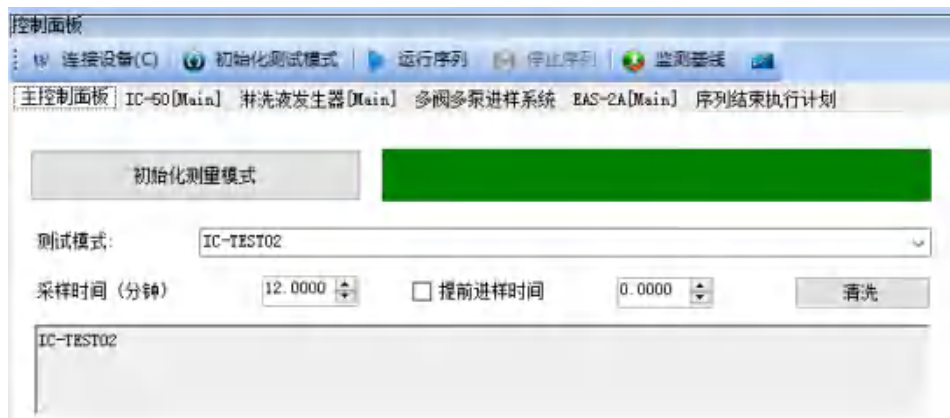 控制面板
连接设备(C) 初始化测试模式 运行序列 停止序列 监测基线
主控制面板 IC-50[Main] 淋洗液发生器[Main] 多阀多泵进样系统 EAS-2A[Main] 序列结束执行计划
初始化测量模式
测试模式: IC-TEST02
采样时间（分钟） 12.0000 提前进样时间 0.0000 清洗
IC-TEST02